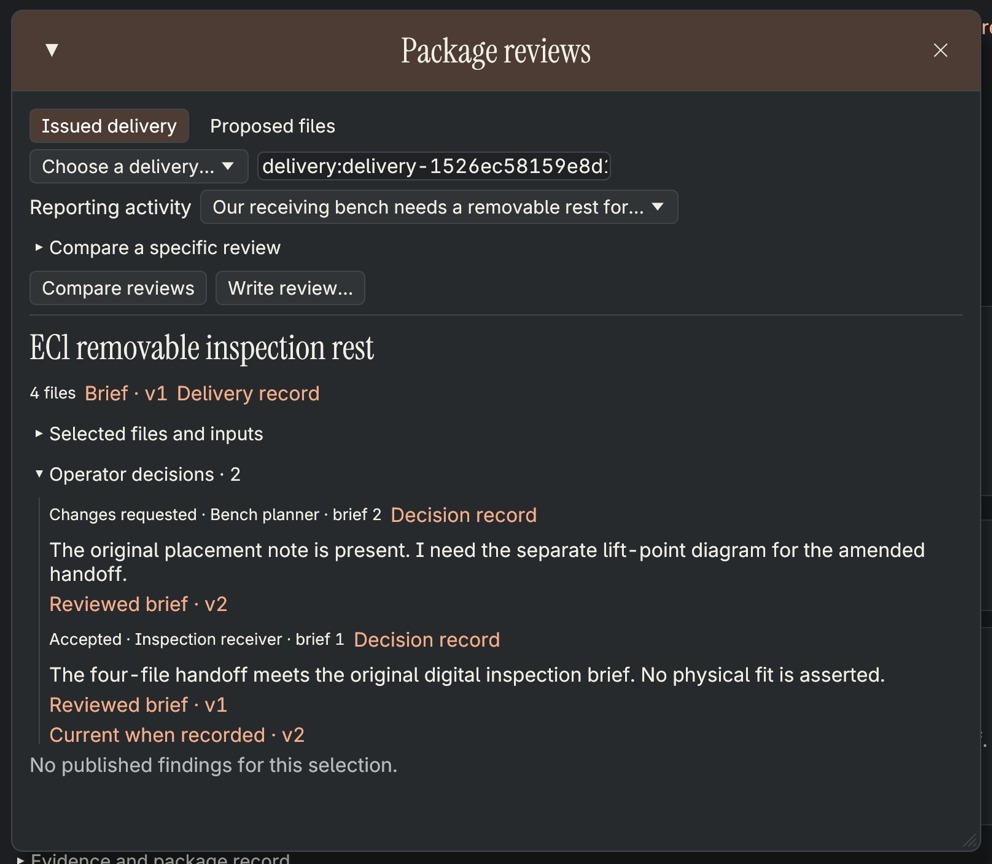 Package reviews
Issued delivery Proposed files
Choose a delivery... delivery:delivery-1526ec58159e8d
Reporting activity Our receiving bench needs a removable rest for...
Compare a specific review
Compare reviews Write review...
ECl removable inspection rest
4 files Brief · v1 Delivery record
Selected files and inputs
Operator decisions · 2
Changes requested · Bench planner · brief 2 Decision record
The original placement note is present. I need the separate lift-point diagram for the amended
handoff.
Reviewed brief · v2
Accepted · Inspection receiver · brief 1 Decision record
The four-file handoff meets the original digital inspection brief. No physical fit is asserted.
Reviewed brief · v1
Current when recorded · v2
No published findings for this selection.
Evidence and package record